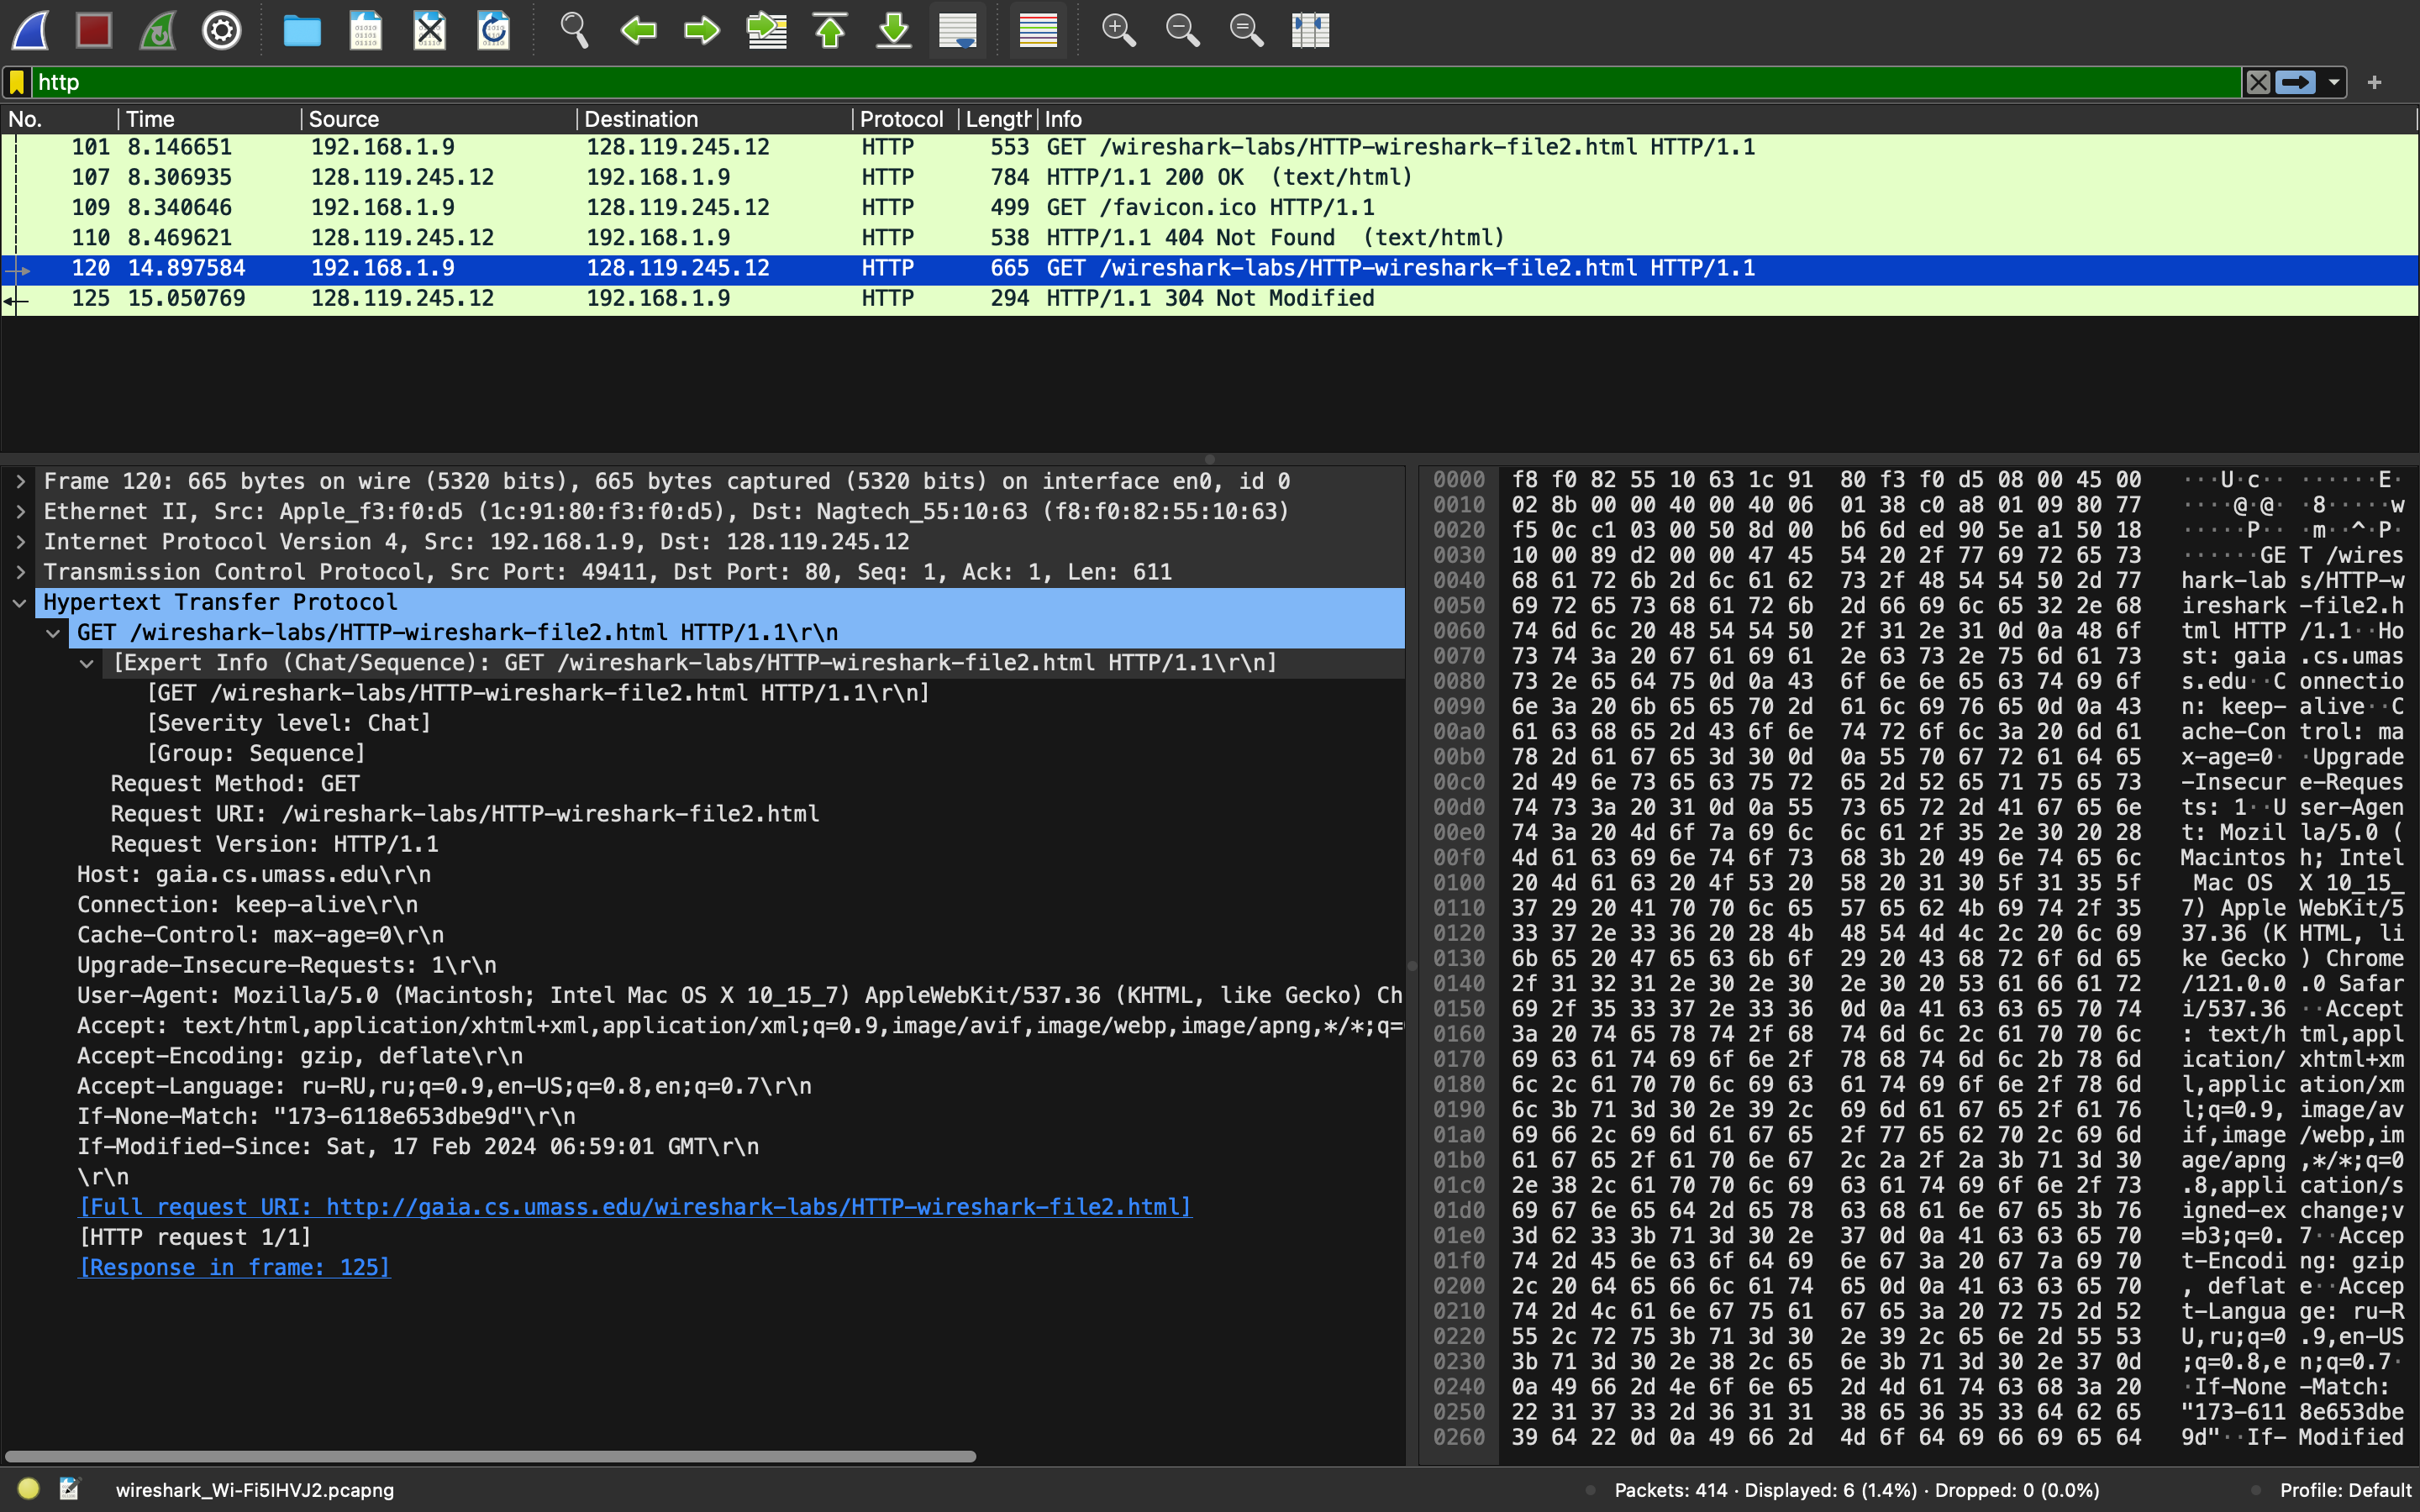 http
No. Time Source Destination Protocol Length Info
101 8.146651 192.168.1.9 128.119.245.12 HTTP 553 GET /wireshark-labs/HTTP-wireshark-file2.html HTTP/1.1
107 8.306935 128.119.245.12 192.168.1.9 HTTP 784 HTTP/1.1 200 OK (text/html)
109 8.340646 192.168.1.9 128.119.245.12 HTTP 499 GET /favicon.ico HTTP/1.1
110 8.469621 128.119.245.12 192.168.1.9 HTTP 538 HTTP/1.1 404 Not Found (text/html)
120 14.897584 192.168.1.9 128.119.245.12 HTTP 665 GET /wireshark-labs/HTTP-wireshark-file2.html HTTP/1.1
125 15.050769 128.119.245.12 192.168.1.9 HTTP 294 HTTP/1.1 304 Not Modified
Frame 120: 665 bytes on wire (5320 bits), 665 bytes captured (5320 bits) on interface en0, id 0
Ethernet II, Src: Apple_f3:f0:d5 (1c:91:80:f3:f0:d5), Dst: Nagtech_55:10:63 (f8:f0:82:55:10:63)
Internet Protocol Version 4, Src: 192.168.1.9, Dst: 128.119.245.12
Transmission Control Protocol, Src Port: 49411, Dst Port: 80, Seq: 1, Ack: 1, Len: 611
Hypertext Transfer Protocol
GET /wireshark-labs/HTTP-wireshark-file2.html HTTP/1.1\r\n
[Expert Info (Chat/Sequence): GET /wireshark-labs/HTTP-wireshark-file2.html HTTP/1.1\r\n]
[GET /wireshark-labs/HTTP-wireshark-file2.html HTTP/1.1\r\n]
[Severity level: Chat]
[Group: Sequence]
Request Method: GET
Request URI: /wireshark-labs/HTTP-wireshark-file2.html
Request Version: HTTP/1.1
Host: gaia.cs.umass.edu\r\n
Connection: keep-alive\r\n
Cache-Control: max-age=0\r\n
Upgrade-Insecure-Requests: 1\r\n
User-Agent: Mozilla/5.0 (Macintosh; Intel Mac OS X 10_15_7) AppleWebKit/537.36 (KHTML, like Gecko) Ch
Accept: text/html,application/xhtml+xml,application/xml;q=0.9,image/avif,image/webp,image/apng,*/*;q=
Accept-Encoding: gzip, deflate\r\n
Accept-Language: ru-RU,ru;q=0.9,en-US;q=0.8,en;q=0.7\r\n
If-None-Match: "173-6118e653dbe9d"\r\n
If-Modified-Since: Sat, 17 Feb 2024 06:59:01 GMT\r\n
\r\n
[Full request URI: http://gaia.cs.umass.edu/wireshark-labs/HTTP-wireshark-file2.html]
[HTTP request 1/1]
[Response in frame: 125]
0000 f8 f0 82 55 10 63 1c 91 80 f3 f0 d5 08 00 45 00 ···U·c·· ······E·
0010 02 8b 00 00 40 00 40 06 01 38 c0 a8 01 09 80 77 ····@·@· ·8·····w
0020 f5 0c c1 03 00 50 8d 00 b6 6d ed 90 5e a1 50 18 ·····P·· ·m··^·P·
0030 10 00 89 d2 00 00 47 45 54 20 2f 77 69 72 65 73 ······GE T /wires
0040 68 61 72 6b 2d 6c 61 62 73 2f 48 54 54 50 2d 77 hark-lab s/HTTP-w
0050 69 72 65 73 68 61 72 6b 2d 66 69 6c 65 32 2e 68 ireshark -file2.h
0060 74 6d 6c 20 48 54 54 50 2f 31 2e 31 0d 0a 48 6f tml HTTP /1.1··Ho
0070 73 74 3a 20 67 61 69 61 2e 63 73 2e 75 6d 61 73 st: gaia .cs.umas
0080 73 2e 65 64 75 0d 0a 43 6f 6e 6e 65 63 74 69 6f s.edu··C onnectio
0090 6e 3a 20 6b 65 65 70 2d 61 6c 69 76 65 0d 0a 43 n: keep- alive··C
00a0 61 63 68 65 2d 43 6f 6e 74 72 6f 6c 3a 20 6d 61 ache-Con trol: ma
00b0 78 2d 61 67 65 3d 30 0d 0a 55 70 67 72 61 64 65 x-age=0· ·Upgrade
00c0 2d 49 6e 73 65 63 75 72 65 2d 52 65 71 75 65 73 -Insecur e-Reques
00d0 74 73 3a 20 31 0d 0a 55 73 65 72 2d 41 67 65 6e ts: 1··U ser-Agen
00e0 74 3a 20 4d 6f 7a 69 6c 6c 61 2f 35 2e 30 20 28 t: Mozil la/5.0 (
00f0 4d 61 63 69 6e 74 6f 73 68 3b 20 49 6e 74 65 6c Macintos h; Intel
0100 20 4d 61 63 20 4f 53 20 58 20 31 30 5f 31 35 5f  Mac OS  X 10_15_
0110 37 29 20 41 70 70 6c 65 57 65 62 4b 69 74 2f 35 7) Apple WebKit/5
0120 33 37 2e 33 36 20 28 4b 48 54 4d 4c 2c 20 6c 69 37.36 (K HTML, li
0130 6b 65 20 47 65 63 6b 6f 29 20 43 68 72 6f 6d 65 ke Gecko ) Chrome
0140 2f 31 32 31 2e 30 2e 30 2e 30 20 53 61 66 61 72 /121.0.0 .0 Safar
0150 69 2f 35 33 37 2e 33 36 0d 0a 41 63 63 65 70 74 i/537.36 ··Accept
0160 3a 20 74 65 78 74 2f 68 74 6d 6c 2c 61 70 70 6c : text/h tml,appl
0170 69 63 61 74 69 6f 6e 2f 78 68 74 6d 6c 2b 78 6d ication/ xhtml+xm
0180 6c 2c 61 70 70 6c 69 63 61 74 69 6f 6e 2f 78 6d l,applic ation/xm
0190 6c 3b 71 3d 30 2e 39 2c 69 6d 61 67 65 2f 61 76 l;q=0.9, image/av
01a0 69 66 2c 69 6d 61 67 65 2f 77 65 62 70 2c 69 6d if,image /webp,im
01b0 61 67 65 2f 61 70 6e 67 2c 2a 2f 2a 3b 71 3d 30 age/apng ,*/*;q=0
01c0 2e 38 2c 61 70 70 6c 69 63 61 74 69 6f 6e 2f 73 .8,appli cation/s
01d0 69 67 6e 65 64 2d 65 78 63 68 61 6e 67 65 3b 76 igned-ex change;v
01e0 3d 62 33 3b 71 3d 30 2e 37 0d 0a 41 63 63 65 70 =b3;q=0. 7··Accep
01f0 74 2d 45 6e 63 6f 64 69 6e 67 3a 20 67 7a 69 70 t-Encodi ng: gzip
0200 2c 20 64 65 66 6c 61 74 65 0d 0a 41 63 63 65 70 , deflat e··Accep
0210 74 2d 4c 61 6e 67 75 61 67 65 3a 20 72 75 2d 52 t-Langua ge: ru-R
0220 55 2c 72 75 3b 71 3d 30 2e 39 2c 65 6e 2d 55 53 U,ru;q=0 .9,en-US
0230 3b 71 3d 30 2e 38 2c 65 6e 3b 71 3d 30 2e 37 0d ;q=0.8,e n;q=0.7·
0240 0a 49 66 2d 4e 6f 6e 65 2d 4d 61 74 63 68 3a 20 ·If-None -Match:
0250 22 31 37 33 2d 36 31 31 38 65 36 35 33 64 62 65 "173-611 8e653dbe
0260 39 64 22 0d 0a 49 66 2d 4d 6f 64 69 66 69 65 64 9d"··If- Modified
wireshark_Wi-Fi5IHVJ2.pcapng
Packets: 414 · Displayed: 6 (1.4%) · Dropped: 0 (0.0%)
Profile: Default